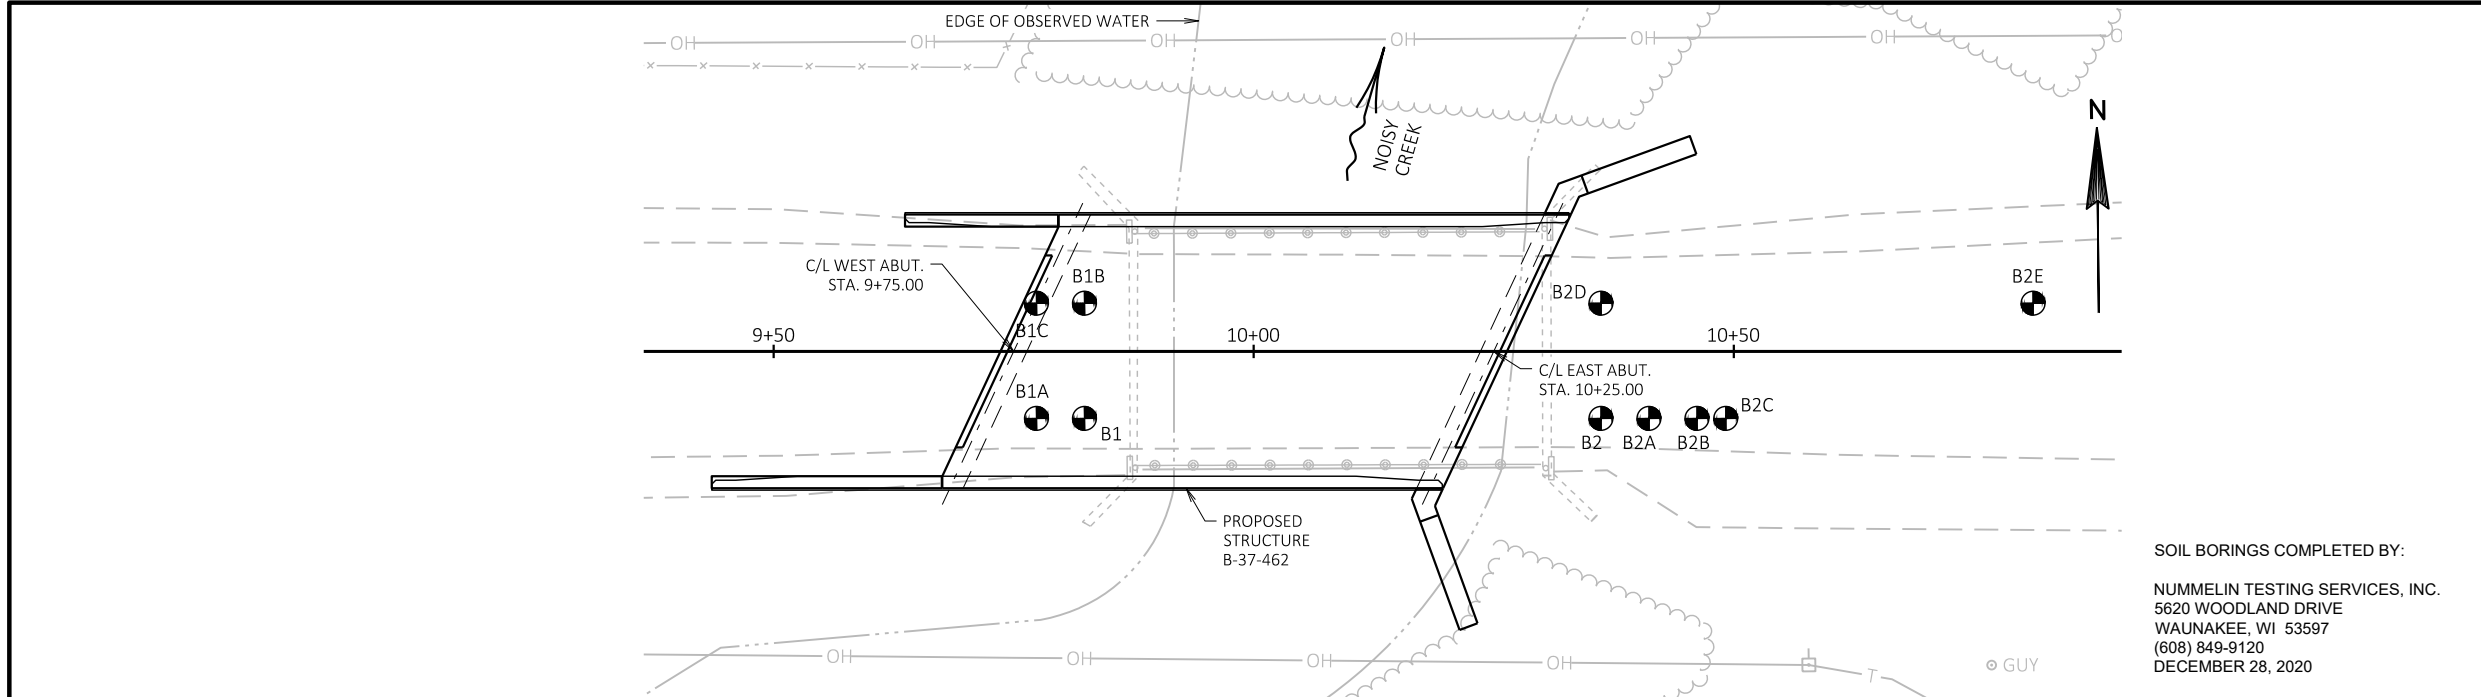 EDGE OF OBSERVED WATER
OH
OH
OH
OH
OH
OH
O
NOISY
CREEK
N
C/L WEST ABUT.
STA. 9+75.00
B1B
B1C
B2D
B2E
9+50
10+00
10+50
C/L EAST ABUT.
STA. 10+25.00
B1A
B1
B2
B2A
B2B
B2C
PROPOSED
STRUCTURE
B-37-462
OH
OH
OH
OH
T
GUY
SOIL BORINGS COMPLETED BY:
NUMMELIN TESTING SERVICES, INC.
5620 WOODLAND DRIVE
WAUNAKEE, WI 53597
(608) 849-9120
DECEMBER 28, 2020